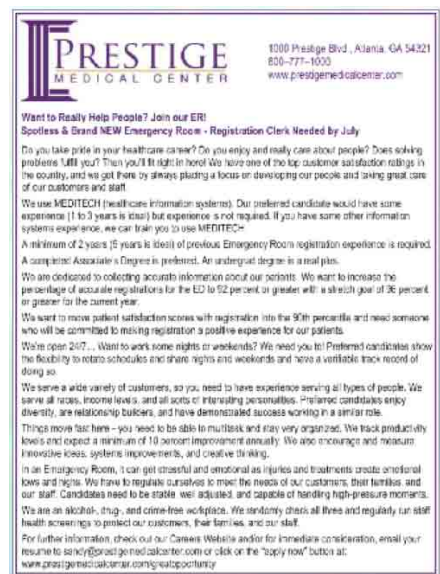 PRESTIGE
MEDICAL CENTER
1000 Prestige Blvd., Atlanta, GA 54321
800-777-1000
www.prestigemedicalcenter.com
Want to Really Help People? Join our ER!
Spotless & Brand NEW Emergency Room - Registration Clerk Needed by July
Do you take pride in your healthcare career? Do you enjoy and really care about people? Does solving
problems fulfill you? Then you'll fit right in here! We have one of the top customer satisfaction ratings in
the country, and we got there by always placing a focus on developing our people and taking great care
of our customers and staff.
We use MEDITECH (healthcare information systems). Our preferred candidate would have some
experience (1 to 3 years is ideal) but experience is not required. If you have some other information
systems experience, we can train you to use MEDITECH.
A minimum of 2 years (5 years is ideal) of previous Emergency Room registration experience is required.
A completed Associate's Degree is preferred. An undergrad degree is a real plus.
We are dedicated to collecting accurate information about our patients. We want to increase the
percentage of accurate registrations for the ED to 92 percent or greater with a stretch goal of 96 percent
or greater for the current year.
We want to move patient satisfaction scores with registration into the 90th percentile and need someone
who will be committed to making registration a positive experience for our patients.
We're open 24/7... Want to work some nights or weekends? We need you to! Preferred candidates show
the flexibility to rotate schedules and share nights and weekends and have a verifiable track record of
doing so.
We serve a wide variety of customers, so you need to have experience serving all types of people. We
serve all races, income levels, and all sorts of interesting personalities. Preferred candidates enjoy
diversity, are relationship builders, and have demonstrated success working in a similar role.
Things move fast here – you need to be able to multitask and stay very organized. We track productivity
levels and expect a minimum of 10 percent improvement annually. We also encourage and measure
innovative ideas, systems improvements, and creative thinking.
In an Emergency Room, it can get stressful and emotional as injuries and treatments create emotional
lows and highs. We have to regulate ourselves to meet the needs of our customers, their families, and
our staff. Candidates need to be stable, well adjusted, and capable of handling high-pressure moments.
We are an alcohol-, drug-, and crime-free workplace. We randomly check all three and regularly run staff
health screenings to protect our customers, their families, and our staff.
For further information, check out our Careers Website and/or for immediate consideration, email your
resume to sandy@prestigemedicalcenter.com or click on the "apply now" button at:
www.prestigemedicalcenter.com/greatopportunity